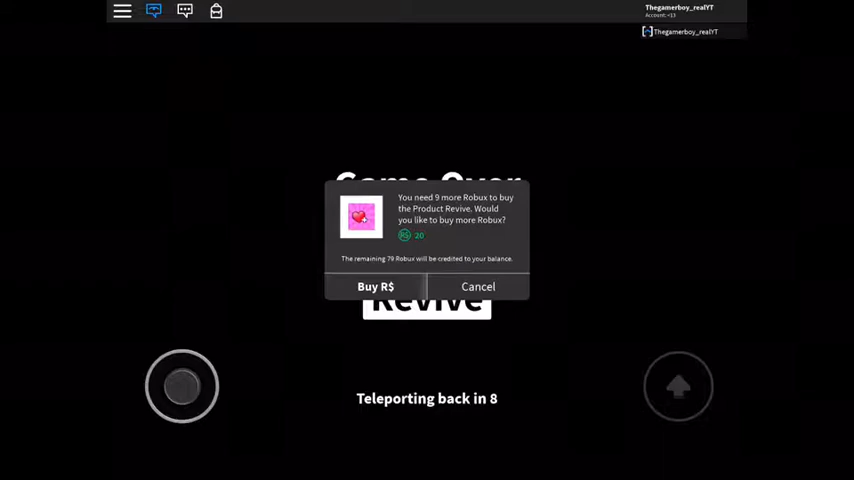 Thegamerboy_realYT
Account: <13
Thegamerboy_realYT
Game Over
You need 9 more Robux to buy
the Product Revive. Would
you like to buy more Robux?
R$ 20
The remaining 79 Robux will be credited to your balance.
Buy R$
Cancel
Revive
Teleporting back in 8